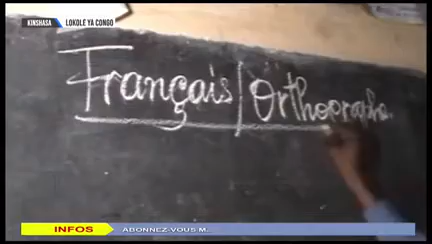 KINSHASA LOKOLE YA CONGO
Français / Orthographe.
INFOS ABONNEZ-VOUS M.